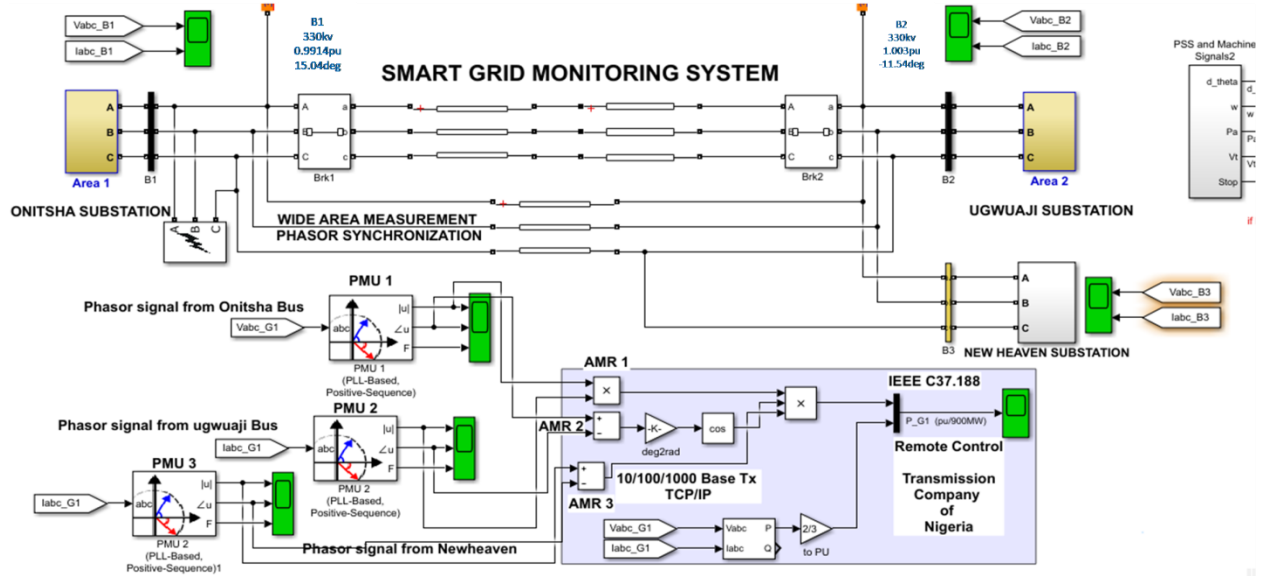 Vabc_B1
Iabc_B1
B1
330kv
0.9914pu
15.04deg
B2
330kv
1.003pu
-11.54deg
Vabc_B2
Iabc_B2
PSS and Machine
Signals2
SMART GRID MONITORING SYSTEM
d_theta
d_
w
w
Pa
Pa
Vt
Vt
Stop
A
B
C
Area 1
B1
A
B
C
a
b
c
Brk1
A
B
C
a
b
c
Brk2
B2
A
B
C
Area 2
ONITSHA SUBSTATION
UGWUAJI SUBSTATION
A
B
C
WIDE AREA MEASUREMENT
PHASOR SYNCHRONIZATION
if
B3
A
B
C
Vabc_B3
Iabc_B3
NEW HEAVEN SUBSTATION
PMU 1
Phasor signal from Onitsha Bus
Vabc_G1
abc
|u|
∠u
F
PMU 1
(PLL-Based,
Positive-Sequence)
PMU 2
Phasor signal from ugwuaji Bus
Iabc_G1
abc
|u|
∠u
F
PMU 2
(PLL-Based,
Positive-Sequence)
PMU 3
Iabc_G1
abc
|u|
∠u
F
PMU 2
(PLL-Based,
Positive-Sequence)1
Phasor signal from Newheaven
AMR 1
×
AMR 2
+
−
-K-
deg2rad
cos
×
AMR 3
+
−
10/100/1000 Base Tx
TCP/IP
Vabc_G1
Iabc_G1
Vabc
Iabc
P
Q
2/3
to PU
IEEE C37.188
P_G1 (pu/900MW)
Remote Control
Transmission
Company
of
Nigeria